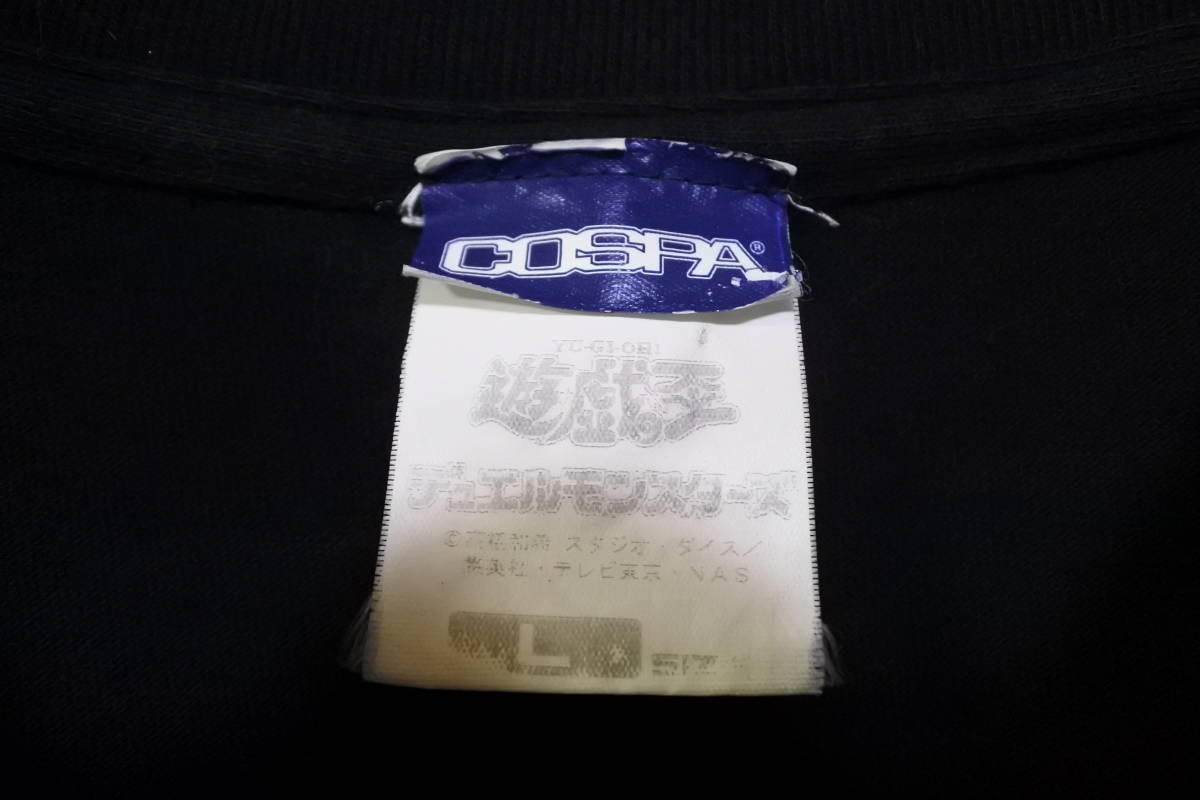 COSPA®
YU-GI-OH!
遊戯王
デュエルモンスターズ
©高橋和希 スタジオ・ダイス/
集英社・テレビ東京・NAS
L SIZE